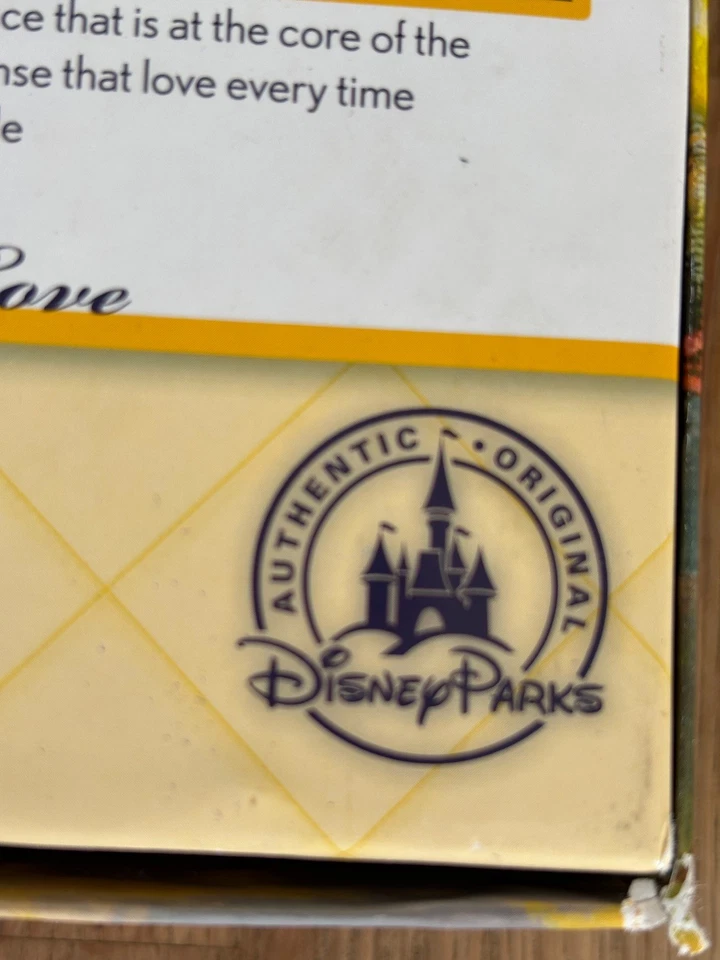 ce that is at the core of the
nse that love every time
e
ove
AUTHENTIC • ORIGINAL
DISNEY PARKS